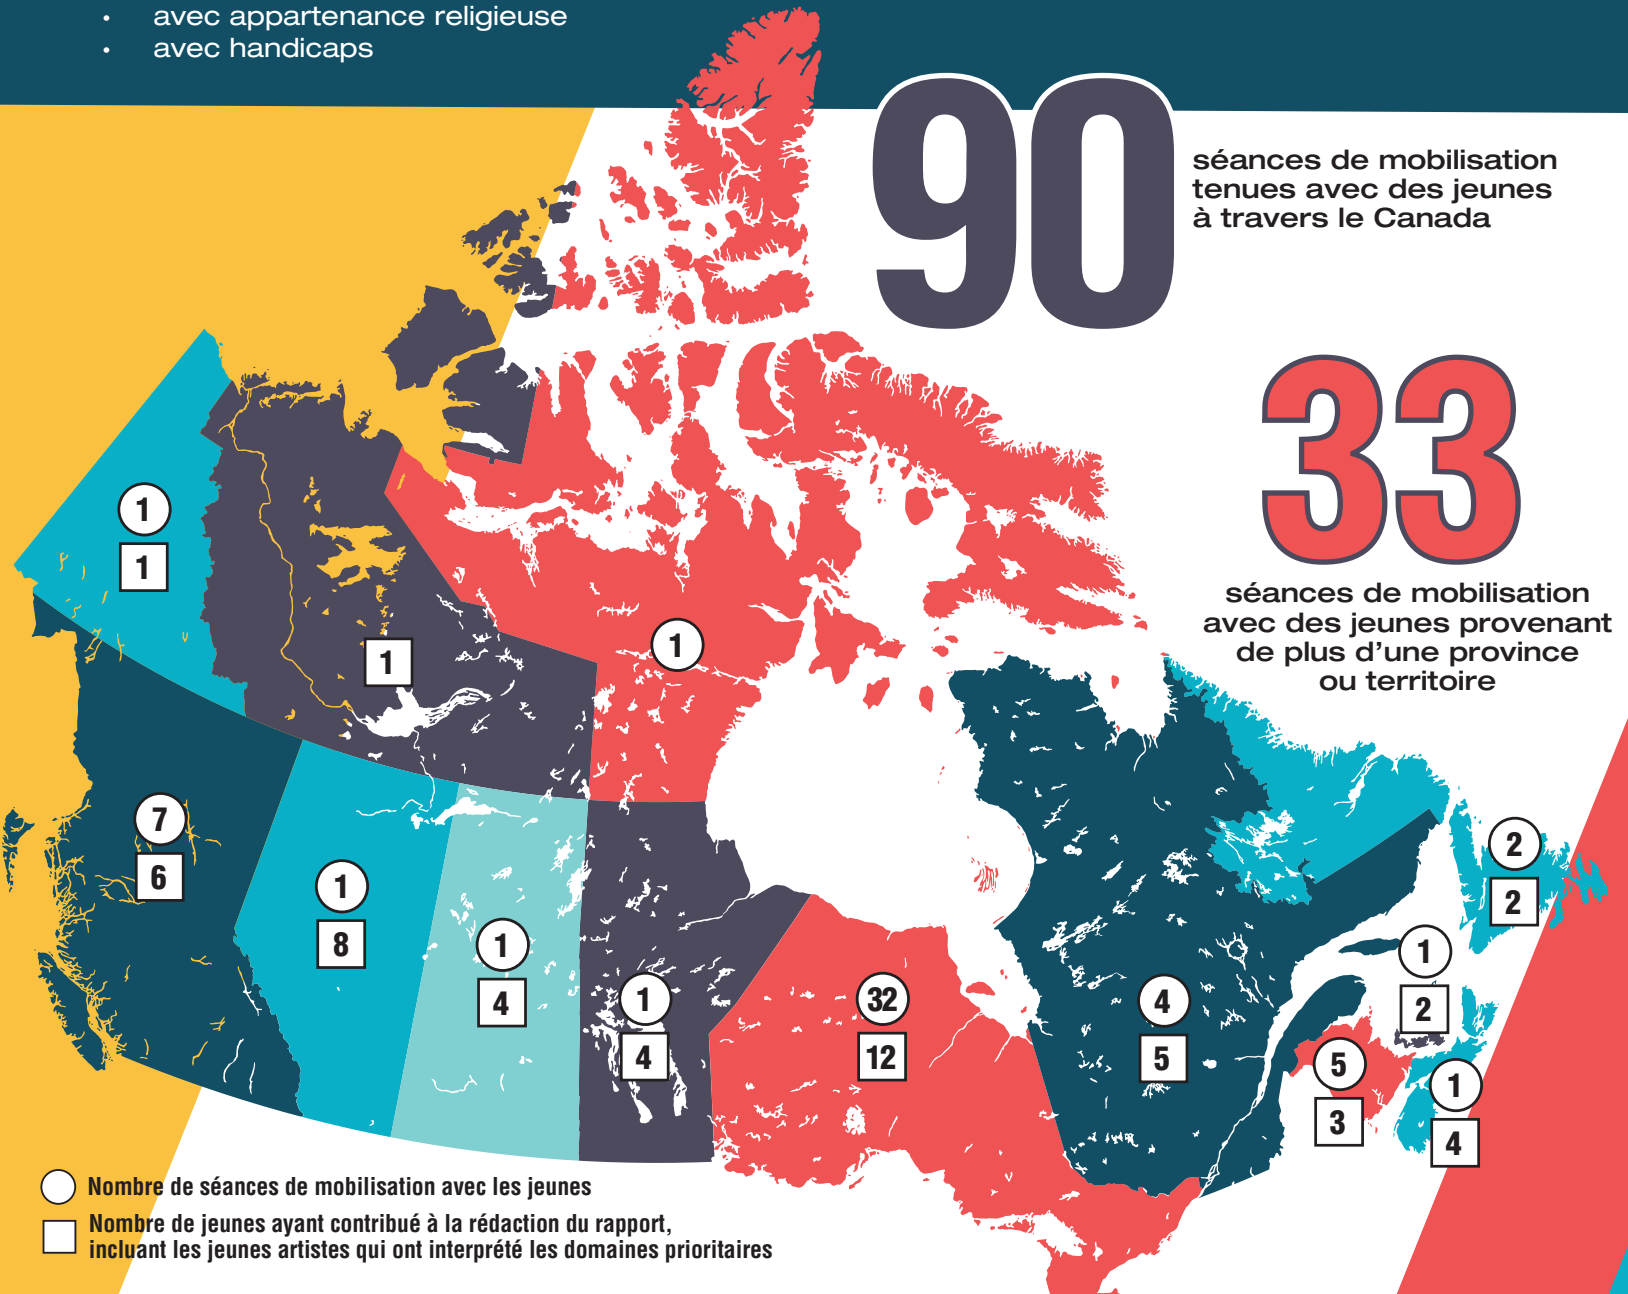 • avec appartenance religieuse
• avec handicaps
90
séances de mobilisation
tenues avec des jeunes
à travers le Canada
33
séances de mobilisation
avec des jeunes provenant
de plus d’une province
ou territoire
1
1
1
1
7
6
1
8
1
4
1
4
32
12
4
5
2
2
1
2
5
3
1
4
Nombre de séances de mobilisation avec les jeunes
Nombre de jeunes ayant contribué à la rédaction du rapport,
incluant les jeunes artistes qui ont interprété les domaines prioritaires